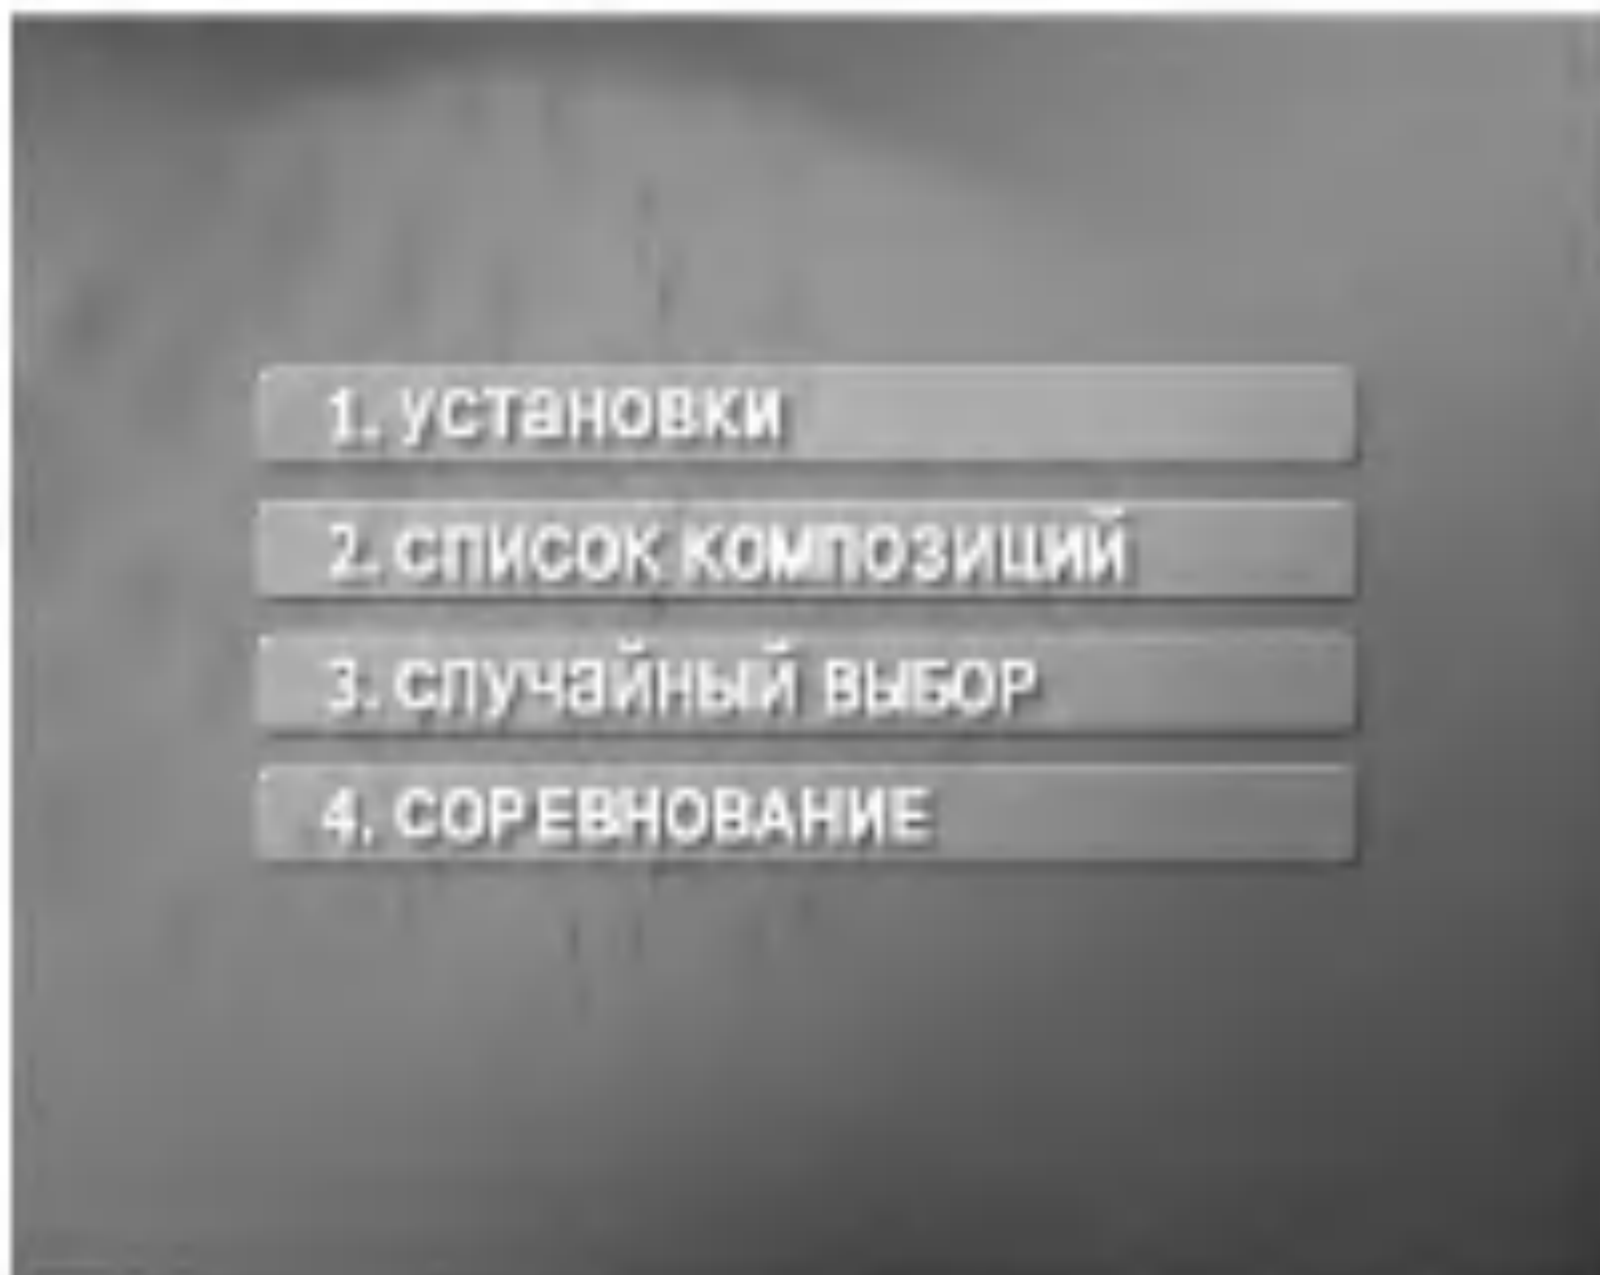 1. Установки
2. СПИСОК КОМПОЗИЦИЙ
3. Случайный ВЫБОР
4. СОРЕВНОВАНИЕ